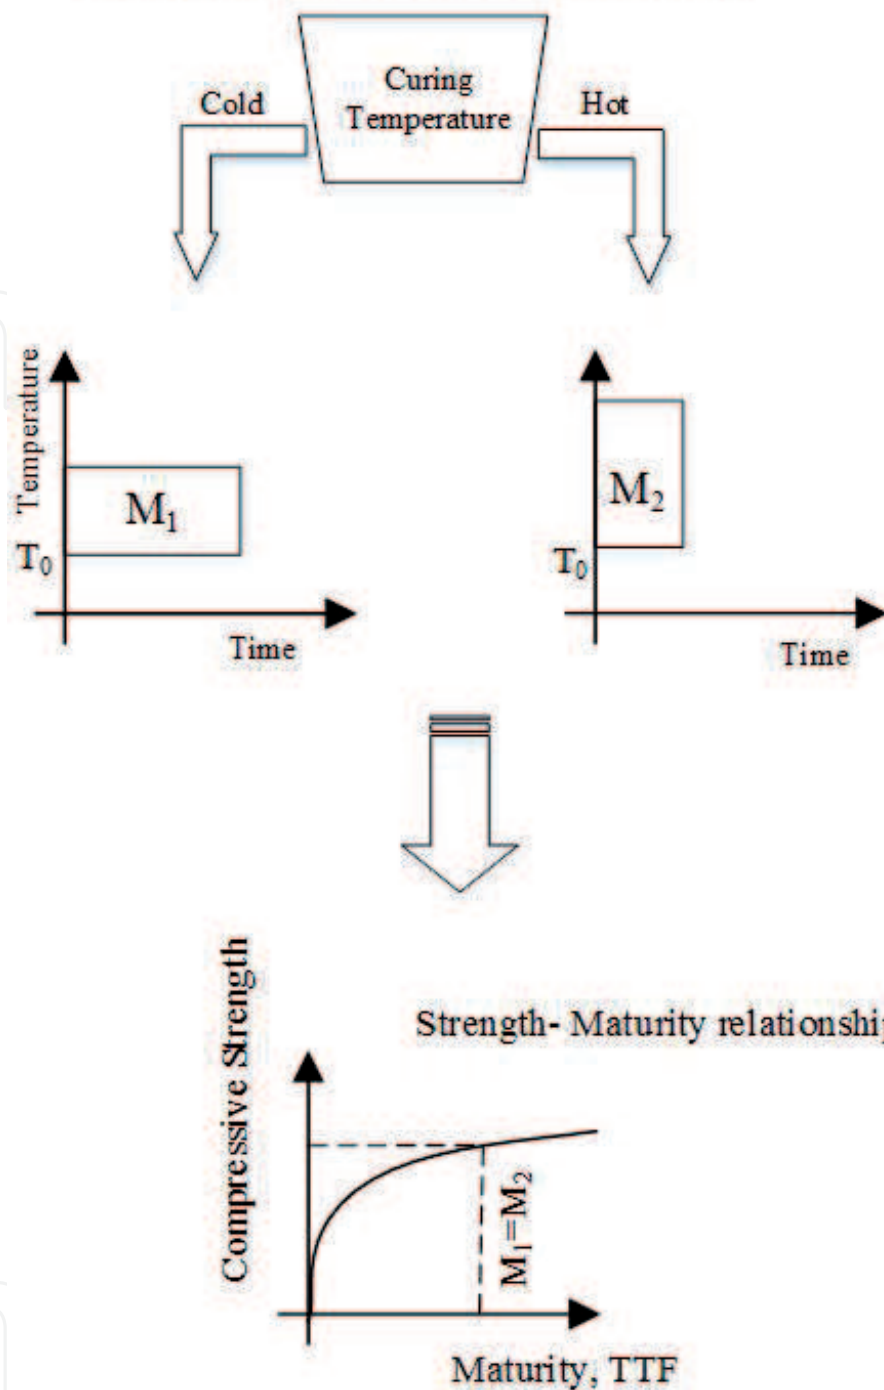 Curing
Temperature
Cold
Hot
Temperature
M₁
T₀
Time
M₂
T₀
Time
Compressive Strength
Strength- Maturity relationship
M₁=M₂
Maturity, TTF